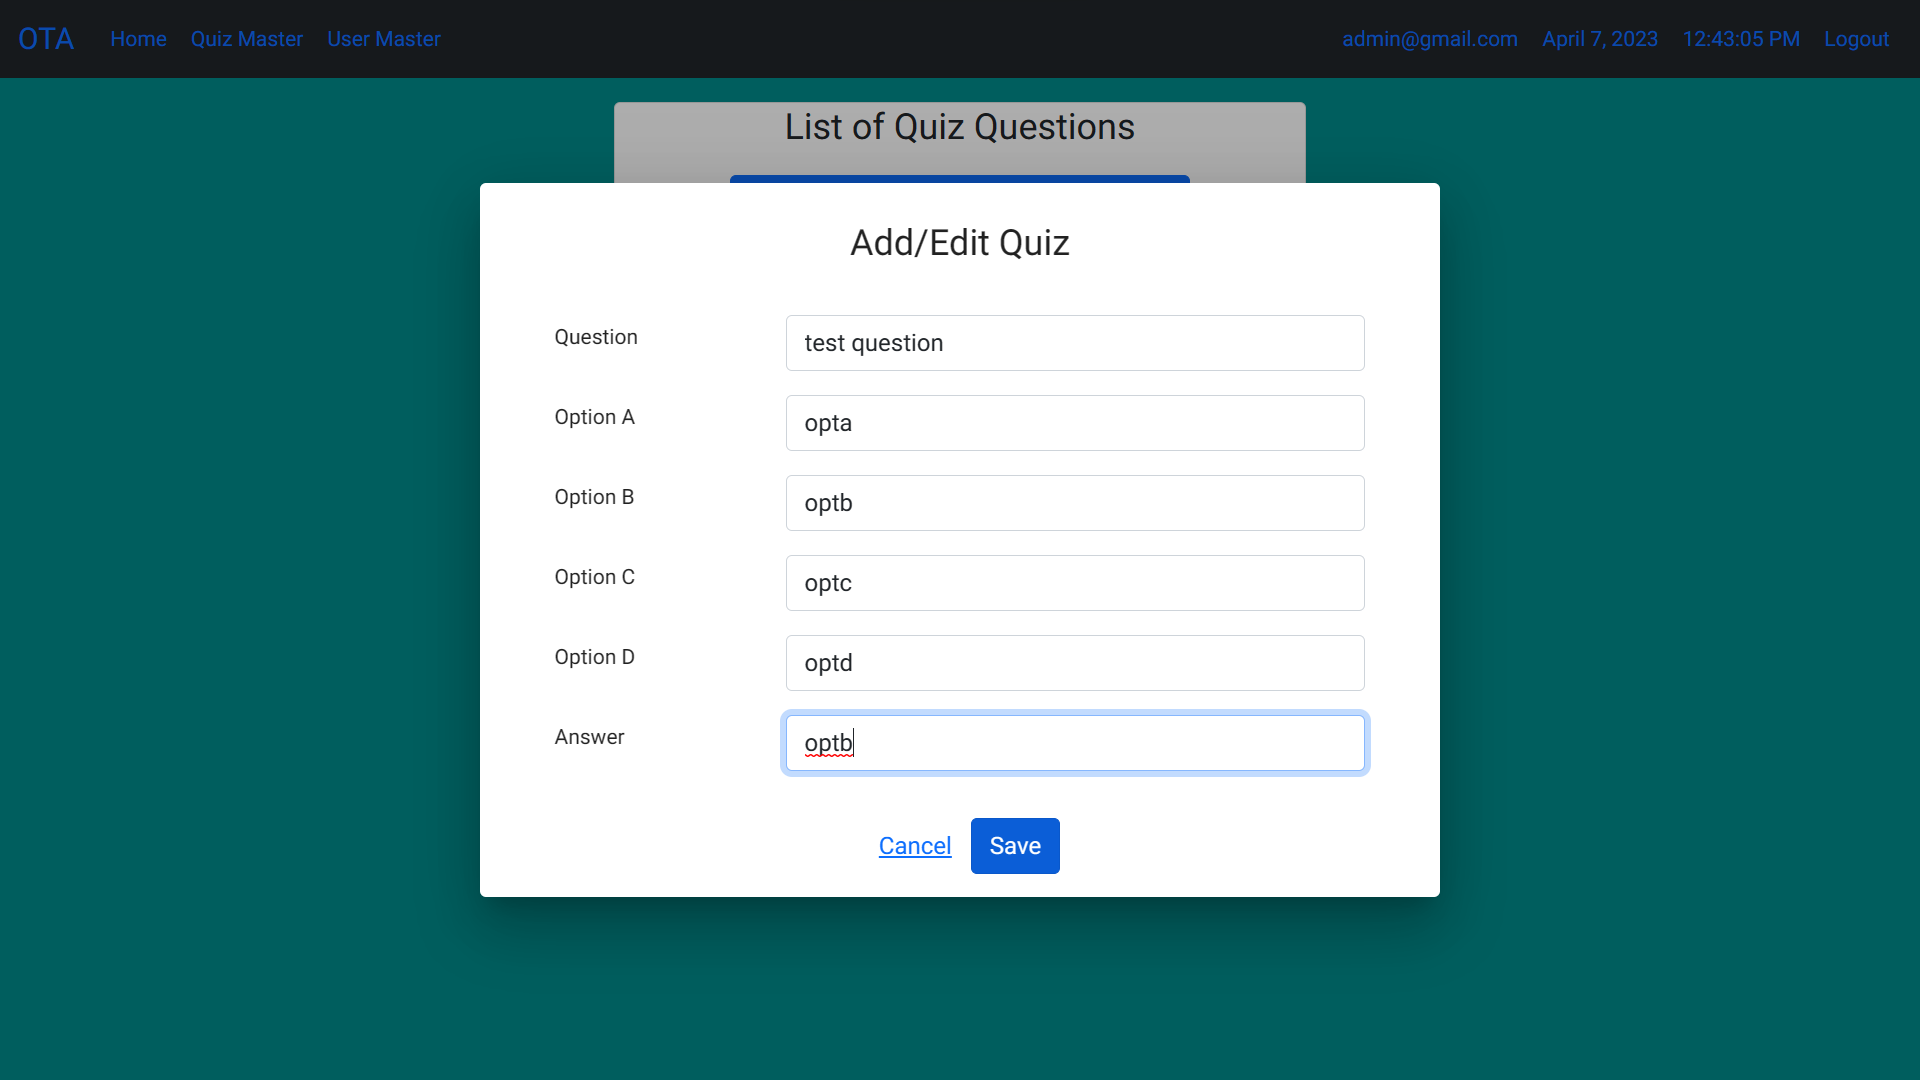 OTA Home Quiz Master User Master admin@gmail.com April 7, 2023 12:43:05 PM Logout
List of Quiz Questions
Add/Edit Quiz
Question test question
Option A opta
Option B optb
Option C optc
Option D optd
Answer optb
Cancel Save